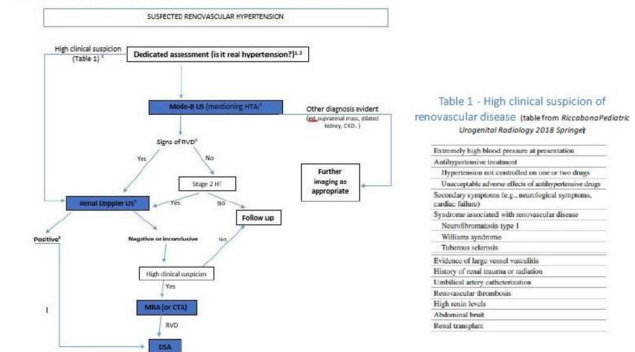 SUSPECTED RENOVASCULAR HYPERTENSION
High clinical suspicion
(Table 1)
Dedicated assessment (is it real hypertension?)1,2
Mode-B US (mentioning HTA)
Other diagnosis evident
suprarenal mass, dilated
kidney, CKD.. )
Signs of RVD
Yes
No
Stage 2 HT
Further
imaging as
appropriate
Renal Doppler US
Yes
No
Follow up
Positive
Negative or inconclusive
No
High clinical suspicion
Yes
MRA (or CTA)
RVD
DSA
Table 1 - High clinical suspicion of
renovascular disease (table from Riccabona Pediatric
Urogenital Radiology 2018 Springer)
Extremely high blood pressure at presentation
Antihypertensive treatment
Hypertension not controlled on one or two drugs
Unacceptable adverse effects of antihypertensive drugs
Secondary symptoms (e.g., neurological symptoms,
cardiac failure)
Syndrome associated with renovascular disease
Neurofibromatosis type 1
Williams syndrome
Tuberous sclerosis
Evidence of large vessel vasculitis
History of renal trauma or radiation
Umbilical artery catheterization
Renovascular thrombosis
High renin levels
Abdominal bruit
Renal transplant